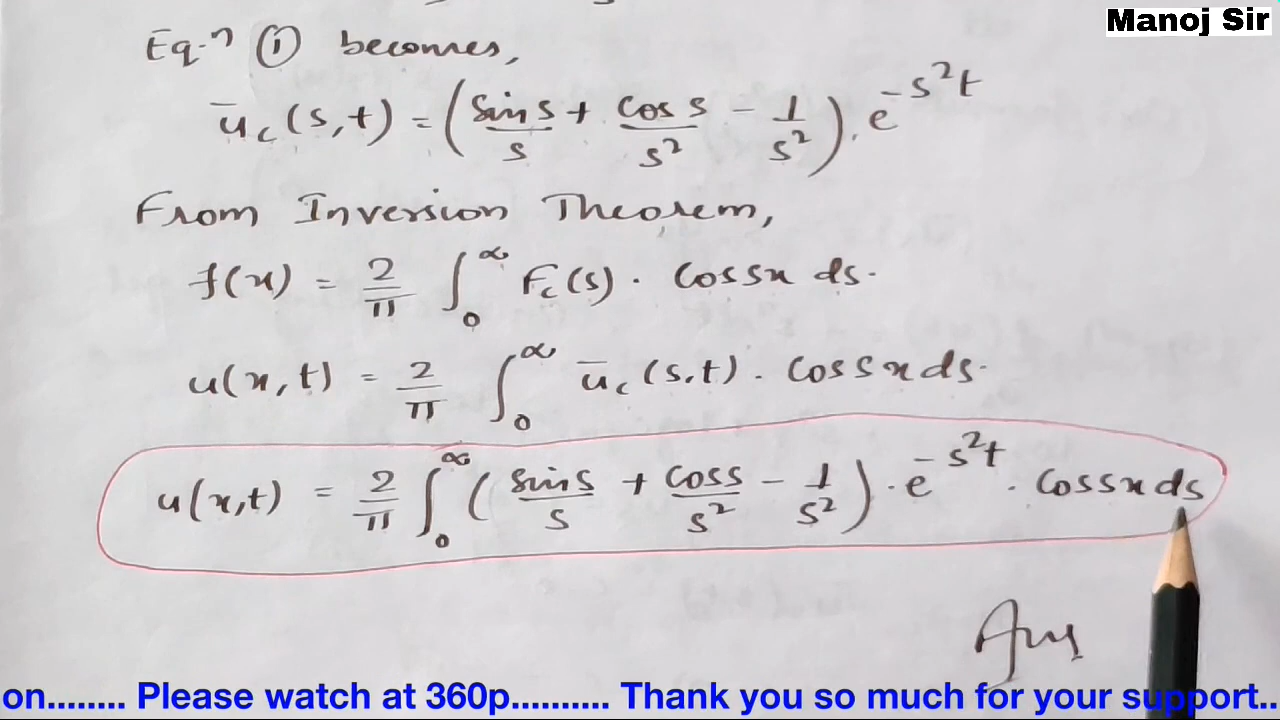 Manoj Sir
Eqⁿ ① becomes,
ū_c (s,t) = (sin s/s + cos s/s² - 1/s²). e^{-s²t}
From Inversion Theorem,
f(x) = 2/π ∫₀^∞ F_c(s) . cos sx ds.
u(x,t) = 2/π ∫₀^∞ ū_c (s,t) . cos sx ds.
u(x,t) = 2/π ∫₀^∞ (sin s/s + cos s/s² - 1/s²) . e^{-s²t} . cos sx ds
Ans
on........ Please watch at 360p.......... Thank you so much for your support..